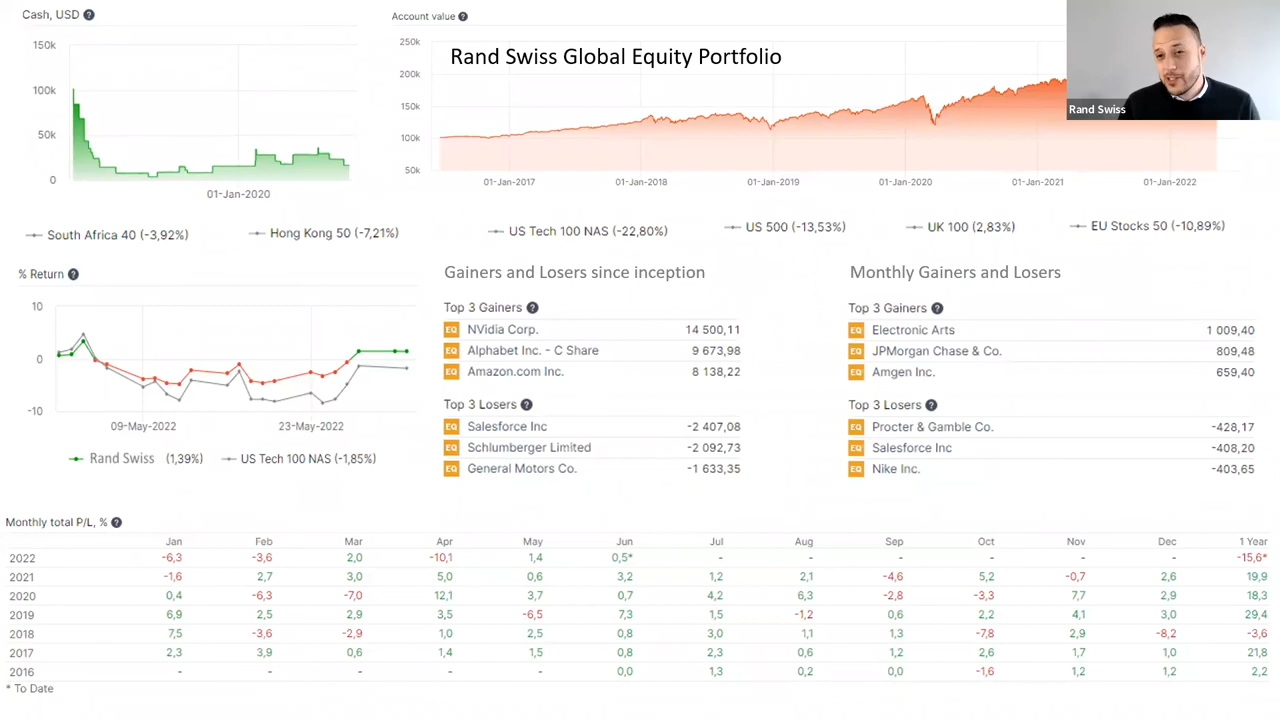 Cash, USD ?
150k
100k
50k
0
01-Jan-2020
Account value ?
Rand Swiss Global Equity Portfolio
250k
200k
150k
100k
50k
01-Jan-2017 01-Jan-2018 01-Jan-2019 01-Jan-2020 01-Jan-2021 01-Jan-2022
Rand Swiss
South Africa 40 (-3,92%) Hong Kong 50 (-7,21%) US Tech 100 NAS (-22,80%) US 500 (-13,53%) UK 100 (2,83%) EU Stocks 50 (-10,89%)
% Return ?
10
0
-10
09-May-2022 23-May-2022
Rand Swiss (1,39%) US Tech 100 NAS (-1,85%)
Gainers and Losers since inception
Top 3 Gainers ?
EQ NVidia Corp. 14 500,11
EQ Alphabet Inc. - C Share 9 673,98
EQ Amazon.com Inc. 8 138,22
Top 3 Losers ?
EQ Salesforce Inc -2 407,08
EQ Schlumberger Limited -2 092,73
EQ General Motors Co. -1 633,35
Monthly Gainers and Losers
Top 3 Gainers ?
EQ Electronic Arts 1 009,40
EQ JPMorgan Chase & Co. 809,48
EQ Amgen Inc. 659,40
Top 3 Losers ?
EQ Procter & Gamble Co. -428,17
EQ Salesforce Inc -408,20
EQ Nike Inc. -403,65
Monthly total P/L, % ?
Jan Feb Mar Apr May Jun Jul Aug Sep Oct Nov Dec 1 Year
2022 -6,3 -3,6 2,0 -10,1 1,4 0,5* - - - - - - -15,6*
2021 -1,6 2,7 3,0 5,0 0,6 3,2 1,2 2,1 -4,6 5,2 -0,7 2,6 19,9
2020 0,4 -6,3 -7,0 12,1 3,7 0,7 4,2 6,3 -2,8 -3,3 7,7 2,9 18,3
2019 6,9 2,5 2,9 3,5 -6,5 7,3 1,5 -1,2 0,6 2,2 4,1 3,0 29,4
2018 7,5 -3,6 -2,9 1,0 2,5 0,8 3,0 1,1 1,3 -7,8 2,9 -8,2 -3,6
2017 2,3 3,9 0,6 1,4 1,5 0,8 2,3 0,6 1,2 2,6 1,7 1,0 21,8
2016 - - - - - 0,0 1,3 0,2 0,0 -1,6 1,2 1,2 2,2
* To Date